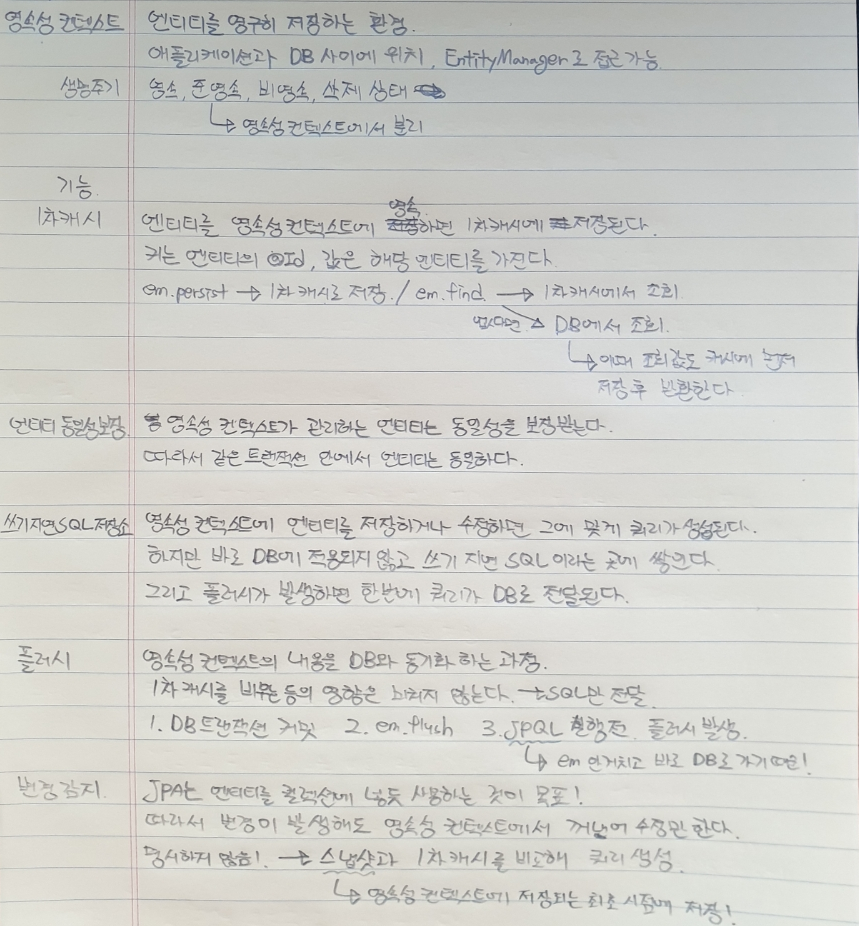 영속성 컨텍스트 엔티티를 영구히 저장하는 환경.
애플리케이션과 DB 사이에 위치, EntityManager로 접근 가능
생명주기 영속, 준영속, 비영속, 삭제 상태
↳ 영속성 컨텍스트에서 분리
기능
1차캐시 엔티티를 영속성 컨텍스트에 영속하면 1차캐시에 저장된다.
키는 엔티티의 @Id, 값은 해당 엔티티를 가진다.
em.persist → 1차 캐시로 저장. / em.find → 1차 캐시에서 조회.
없다면 → DB에서 조회.
↳ 이때 조회값도 캐시에 먼저
저장 후 반환한다.
엔티티 동일성 보장. 영속성 컨텍스트가 관리하는 엔티티는 동일성을 보장받는다.
따라서 같은 트랜잭션 안에서 엔티티는 동일하다.
쓰기지연SQL저장소 영속성 컨텍스트에 엔티티를 저장하거나 수정하면 그에 맞게 쿼리가 생성된다.
하지만 바로 DB에 적용되지 않고 쓰기 지연 SQL 이라는 곳에 쌓인다.
그리고 플러시가 발생하면 한번에 쿼리가 DB로 전달된다.
플러시 영속성 컨텍스트의 내용을 DB와 동기화 하는 과정.
1차 캐시를 비우는 등의 영향은 미치지 않는다. → SQL만 전달
1. DB트랜잭션 커밋 2. em.flush 3. JPQL 실행 전 플러시 발생.
↳ em 안거치고 바로 DB로 가기 때문!
변경감지. JPA는 엔티티를 컬렉션에 넣듯 사용하는 것이 목표!
따라서 변경이 발생해도 영속성 컨텍스트에서 꺼내어 수정만 한다.
명시하지 않음! → 스냅샷과 1차캐시를 비교해 쿼리 생성.
↳ 영속성 컨텍스트에 저장되는 최초 시점에 저장!